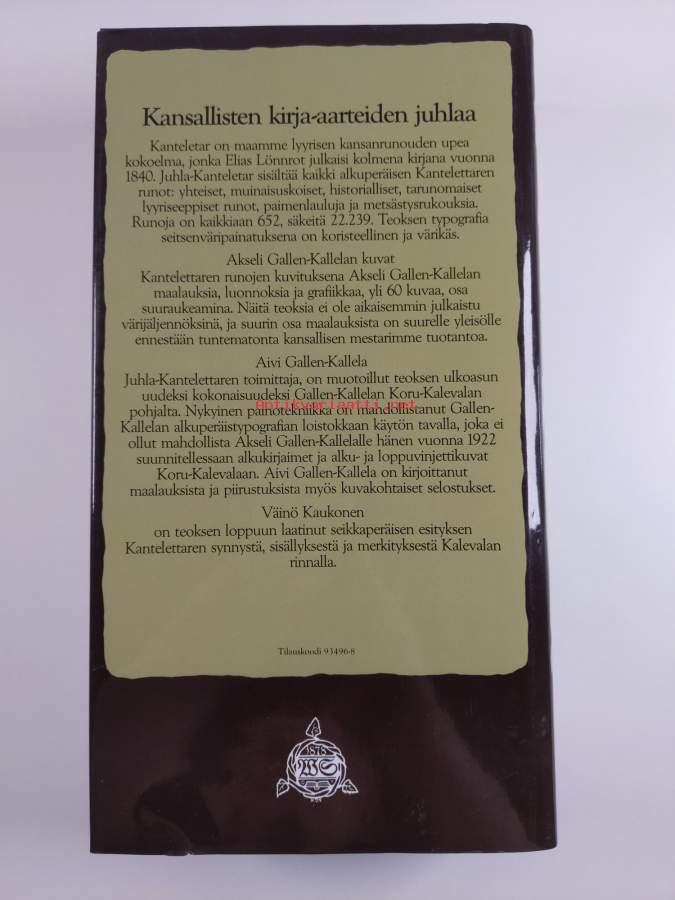 Kansallisten kirja-aarteiden juhlaa
Kanteletar on maamme lyyrisen kansanrunouden upea
kokoelma, jonka Elias Lönnrot julkaisi kolmena kirjana vuonna
1840. Juhla-Kanteletar sisältää kaikki alkuperäisen Kantelettaren
runot: yhteiset, muinaisuskoiset, historialliset, tarunomaiset
lyyriseeppiset runot, paimenlauluja ja metsästysrukouksia.
Runoja on kaikkiaan 652, säkeitä 22.239. Teoksen typografia
seitsenväripainatuksena on koristeellinen ja värikäs.
Akseli Gallen-Kallelan kuvat
Kantelettaren runojen kuvituksena Akseli Gallen-Kallelan
maalauksia, luonnoksia ja grafiikkaa, yli 60 kuvaa, osa
suuraukeamina. Näitä teoksia ei ole aikaisemmin julkaistu
värijäljennöksinä, ja suurin osa maalauksista on suurelle yleisölle
ennestään tuntematonta kansallisen mestarimme tuotantoa.
Aivi Gallen-Kallela
Juhla-Kantelettaren toimittaja, on muotoillut teoksen ulkoasun
uudeksi kokonaisuudeksi Gallen-Kallelan Koru-Kalevalan
Antikvariaatti.net
pohjalta. Nykyinen painotekniikka on mahdollistanut Gallen-
Kallelan alkuperäistypografian loistokkaan käytön tavalla, joka ei
ollut mahdollista Akseli Gallen-Kallelalle hänen vuonna 1922
suunnitellessaan alkukirjaimet ja alku- ja loppuvinjettikuvat
Koru-Kalevalaan. Aivi Gallen-Kallela on kirjoittanut
maalauksista ja piirustuksista myös kuvakohtaiset selostukset.
Väinö Kaukonen
on teoksen loppuun laatinut seikkaperäisen esityksen
Kantelettaren synnystä, sisällyksestä ja merkityksestä Kalevalan
rinnalla.
Tilauskoodi 93496-8
1878
WS